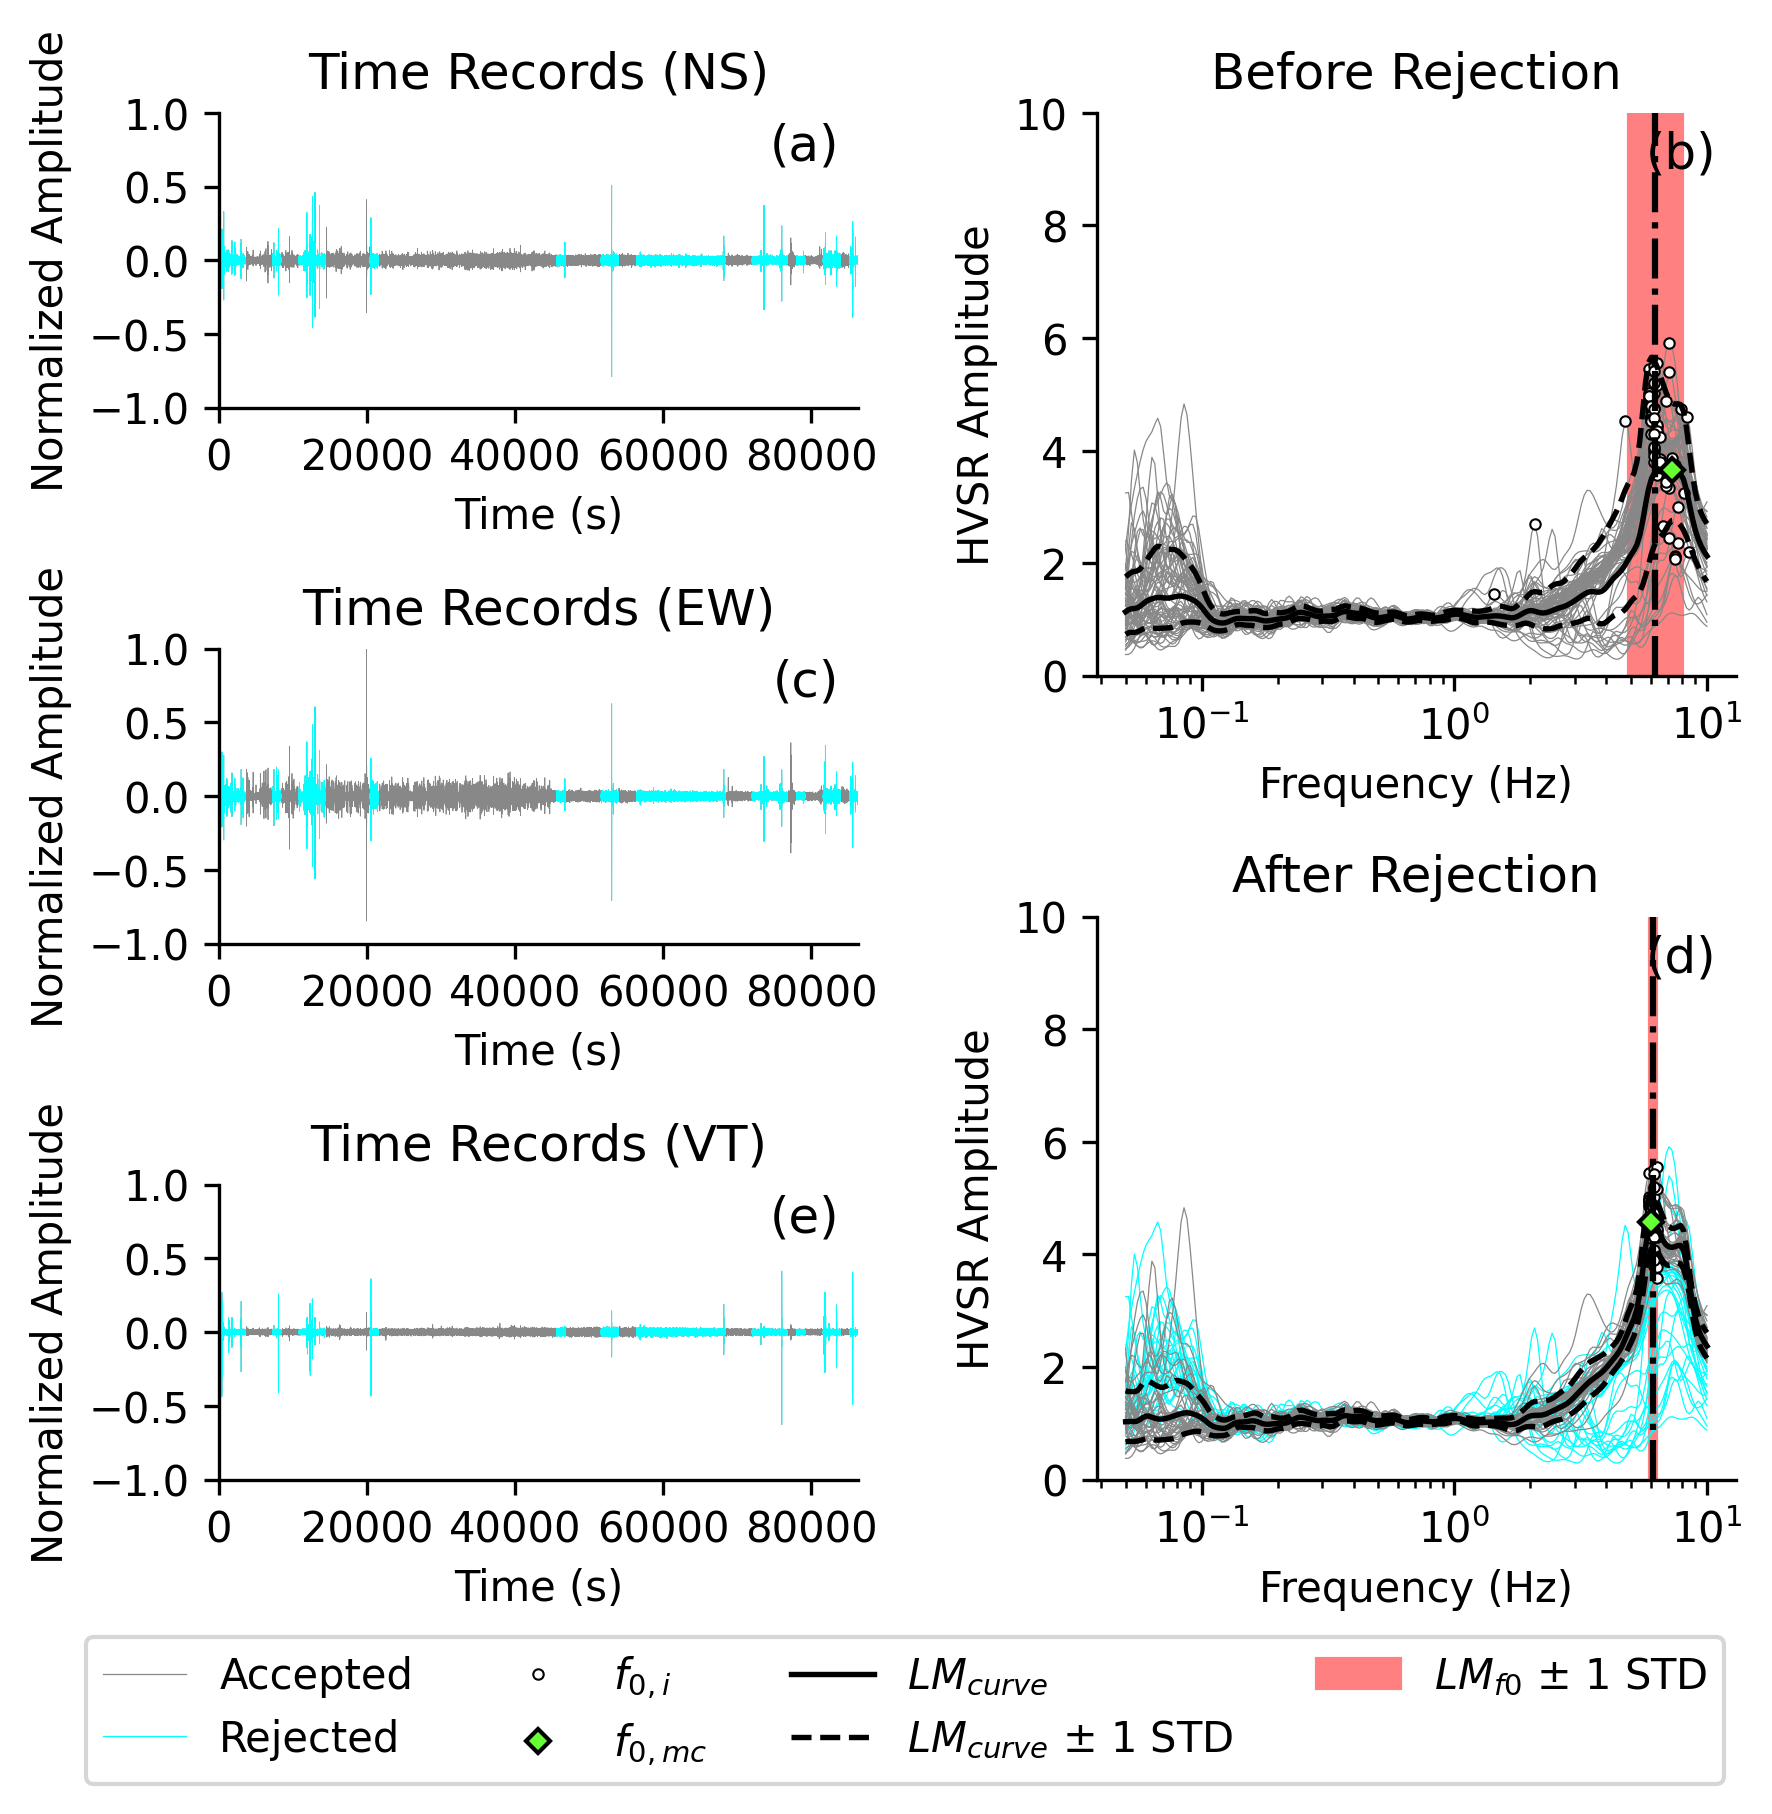 Time Records (NS)
Normalized Amplitude
1.0
0.5
0.0
−0.5
−1.0
(a)
0 20000 40000 60000 80000
Time (s)
Before Rejection
HVSR Amplitude
10
8
6
4
2
0
(b)
10⁻¹ 10⁰ 10¹
Frequency (Hz)
Time Records (EW)
Normalized Amplitude
1.0
0.5
0.0
−0.5
−1.0
(c)
0 20000 40000 60000 80000
Time (s)
After Rejection
HVSR Amplitude
10
8
6
4
2
0
(d)
10⁻¹ 10⁰ 10¹
Frequency (Hz)
Time Records (VT)
Normalized Amplitude
1.0
0.5
0.0
−0.5
−1.0
(e)
0 20000 40000 60000 80000
Time (s)
Accepted f0,i LMcurve LMf0 ± 1 STD
Rejected f0,mc LMcurve ± 1 STD